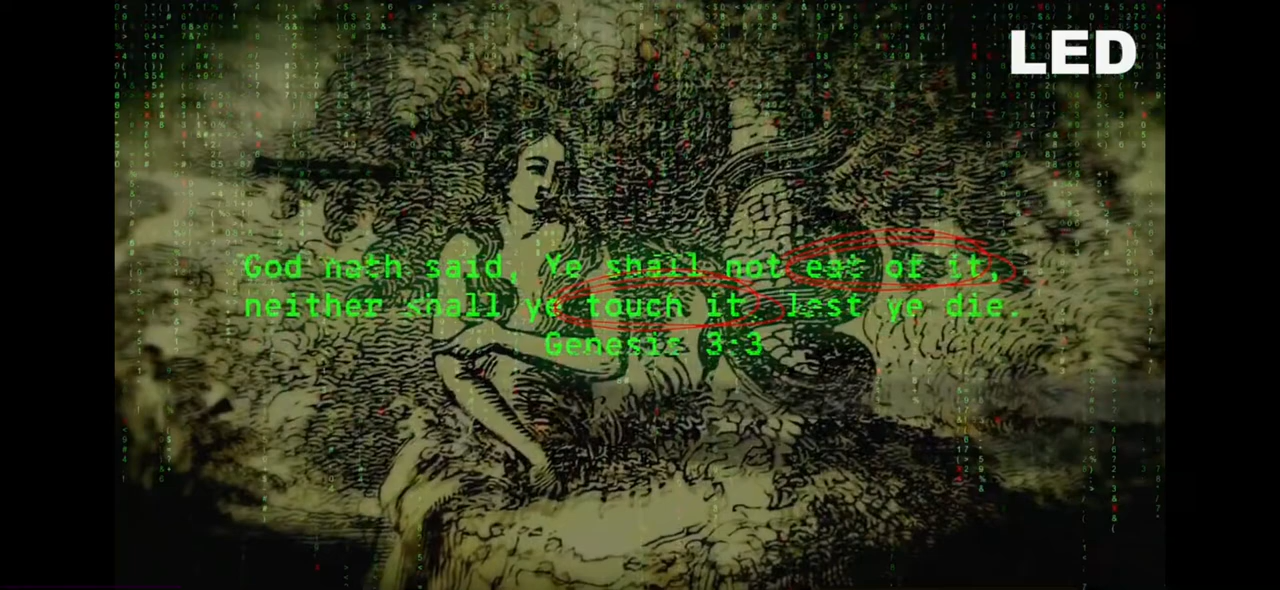 LED
God hath said, Ye shall not eat of it,
neither shall ye touch it, lest ye die.
Genesis 3:3